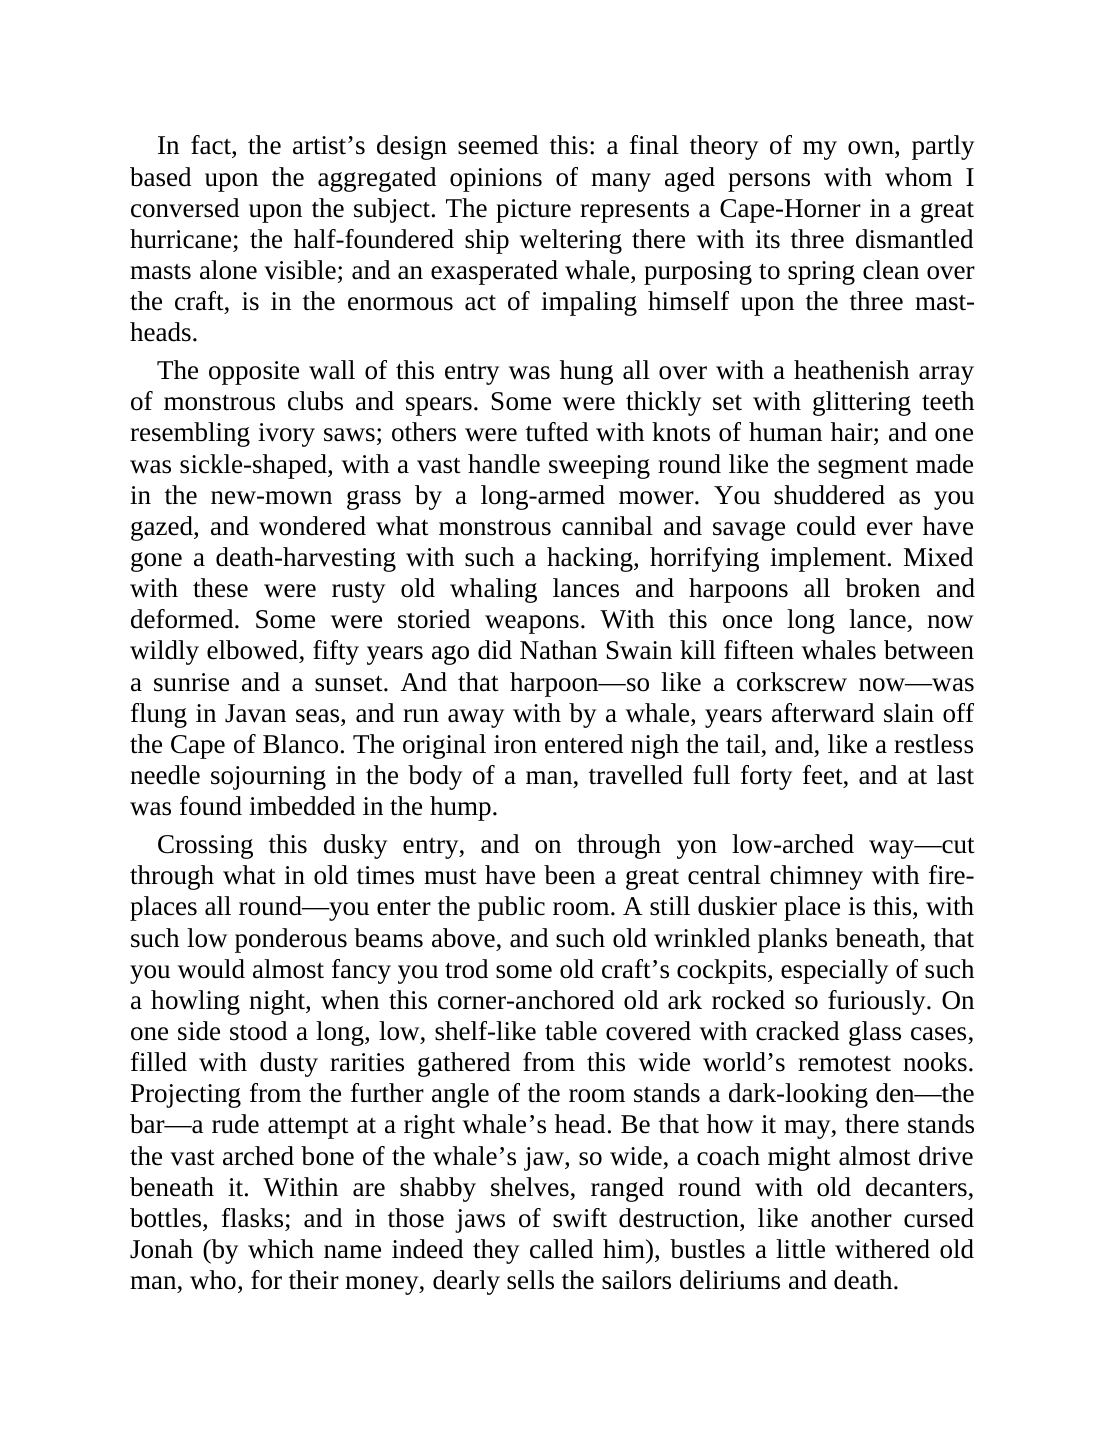 In fact, the artist’s design seemed this: a final theory of my own, partly
based upon the aggregated opinions of many aged persons with whom I
conversed upon the subject. The picture represents a Cape-Horner in a great
hurricane; the half-foundered ship weltering there with its three dismantled
masts alone visible; and an exasperated whale, purposing to spring clean over
the craft, is in the enormous act of impaling himself upon the three mast-
heads.
The opposite wall of this entry was hung all over with a heathenish array
of monstrous clubs and spears. Some were thickly set with glittering teeth
resembling ivory saws; others were tufted with knots of human hair; and one
was sickle-shaped, with a vast handle sweeping round like the segment made
in the new-mown grass by a long-armed mower. You shuddered as you
gazed, and wondered what monstrous cannibal and savage could ever have
gone a death-harvesting with such a hacking, horrifying implement. Mixed
with these were rusty old whaling lances and harpoons all broken and
deformed. Some were storied weapons. With this once long lance, now
wildly elbowed, fifty years ago did Nathan Swain kill fifteen whales between
a sunrise and a sunset. And that harpoon—so like a corkscrew now—was
flung in Javan seas, and run away with by a whale, years afterward slain off
the Cape of Blanco. The original iron entered nigh the tail, and, like a restless
needle sojourning in the body of a man, travelled full forty feet, and at last
was found imbedded in the hump.
Crossing this dusky entry, and on through yon low-arched way—cut
through what in old times must have been a great central chimney with fire-
places all round—you enter the public room. A still duskier place is this, with
such low ponderous beams above, and such old wrinkled planks beneath, that
you would almost fancy you trod some old craft’s cockpits, especially of such
a howling night, when this corner-anchored old ark rocked so furiously. On
one side stood a long, low, shelf-like table covered with cracked glass cases,
filled with dusty rarities gathered from this wide world’s remotest nooks.
Projecting from the further angle of the room stands a dark-looking den—the
bar—a rude attempt at a right whale’s head. Be that how it may, there stands
the vast arched bone of the whale’s jaw, so wide, a coach might almost drive
beneath it. Within are shabby shelves, ranged round with old decanters,
bottles, flasks; and in those jaws of swift destruction, like another cursed
Jonah (by which name indeed they called him), bustles a little withered old
man, who, for their money, dearly sells the sailors deliriums and death.